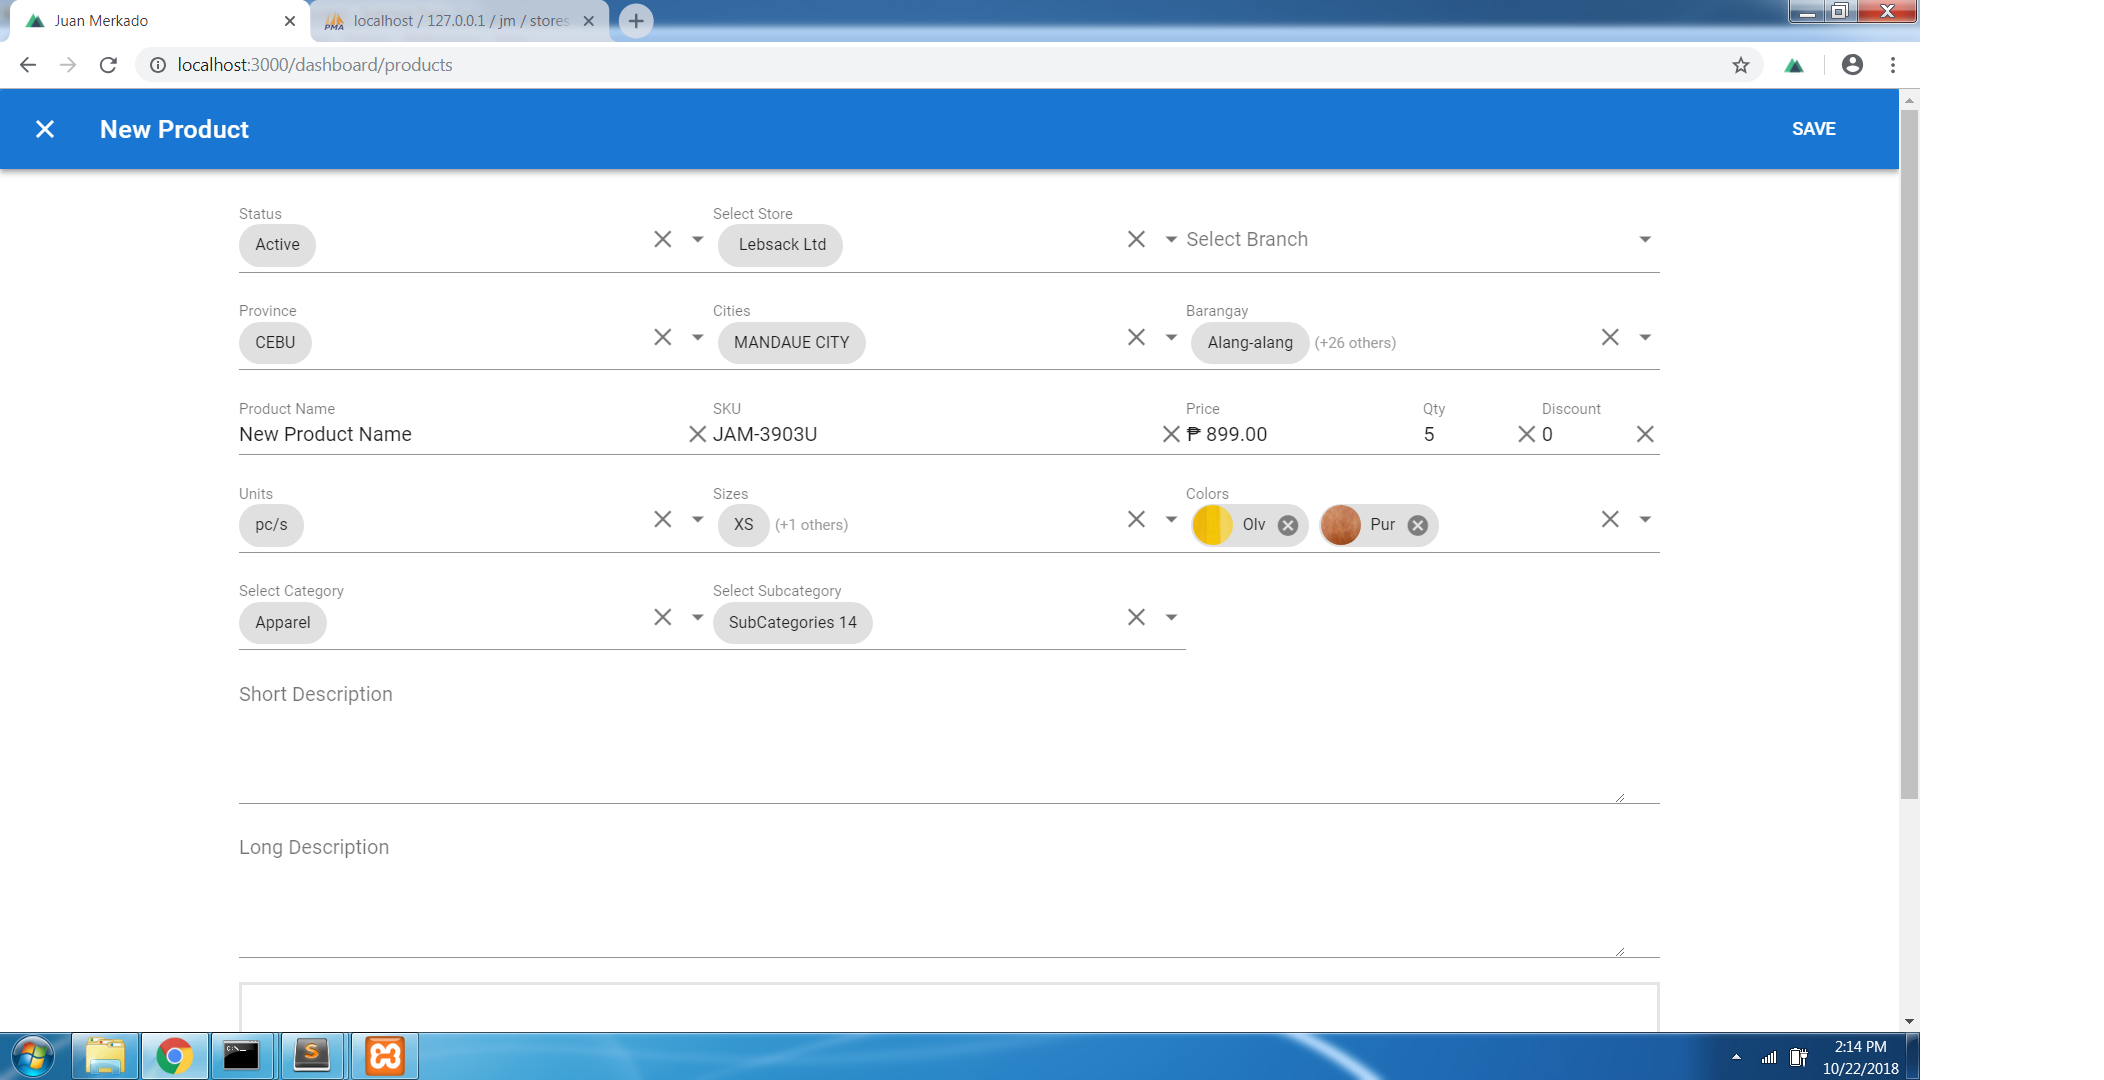 Juan Merkado
PMA
localhost / 127.0.0.1 / jm / stores
localhost:3000/dashboard/products
New Product
SAVE
Status
Select Store
Active
Lebsack Ltd
Select Branch
Province
Cities
Barangay
CEBU
MANDAUE CITY
Alang-alang (+26 others)
Product Name
SKU
Price
Qty
Discount
New Product Name
JAM-3903U
₱ 899.00
5
0
Units
Sizes
Colors
pc/s
XS (+1 others)
Olv
Pur
Select Category
Select Subcategory
Apparel
SubCategories 14
Short Description
Long Description
2:14 PM
10/22/2018